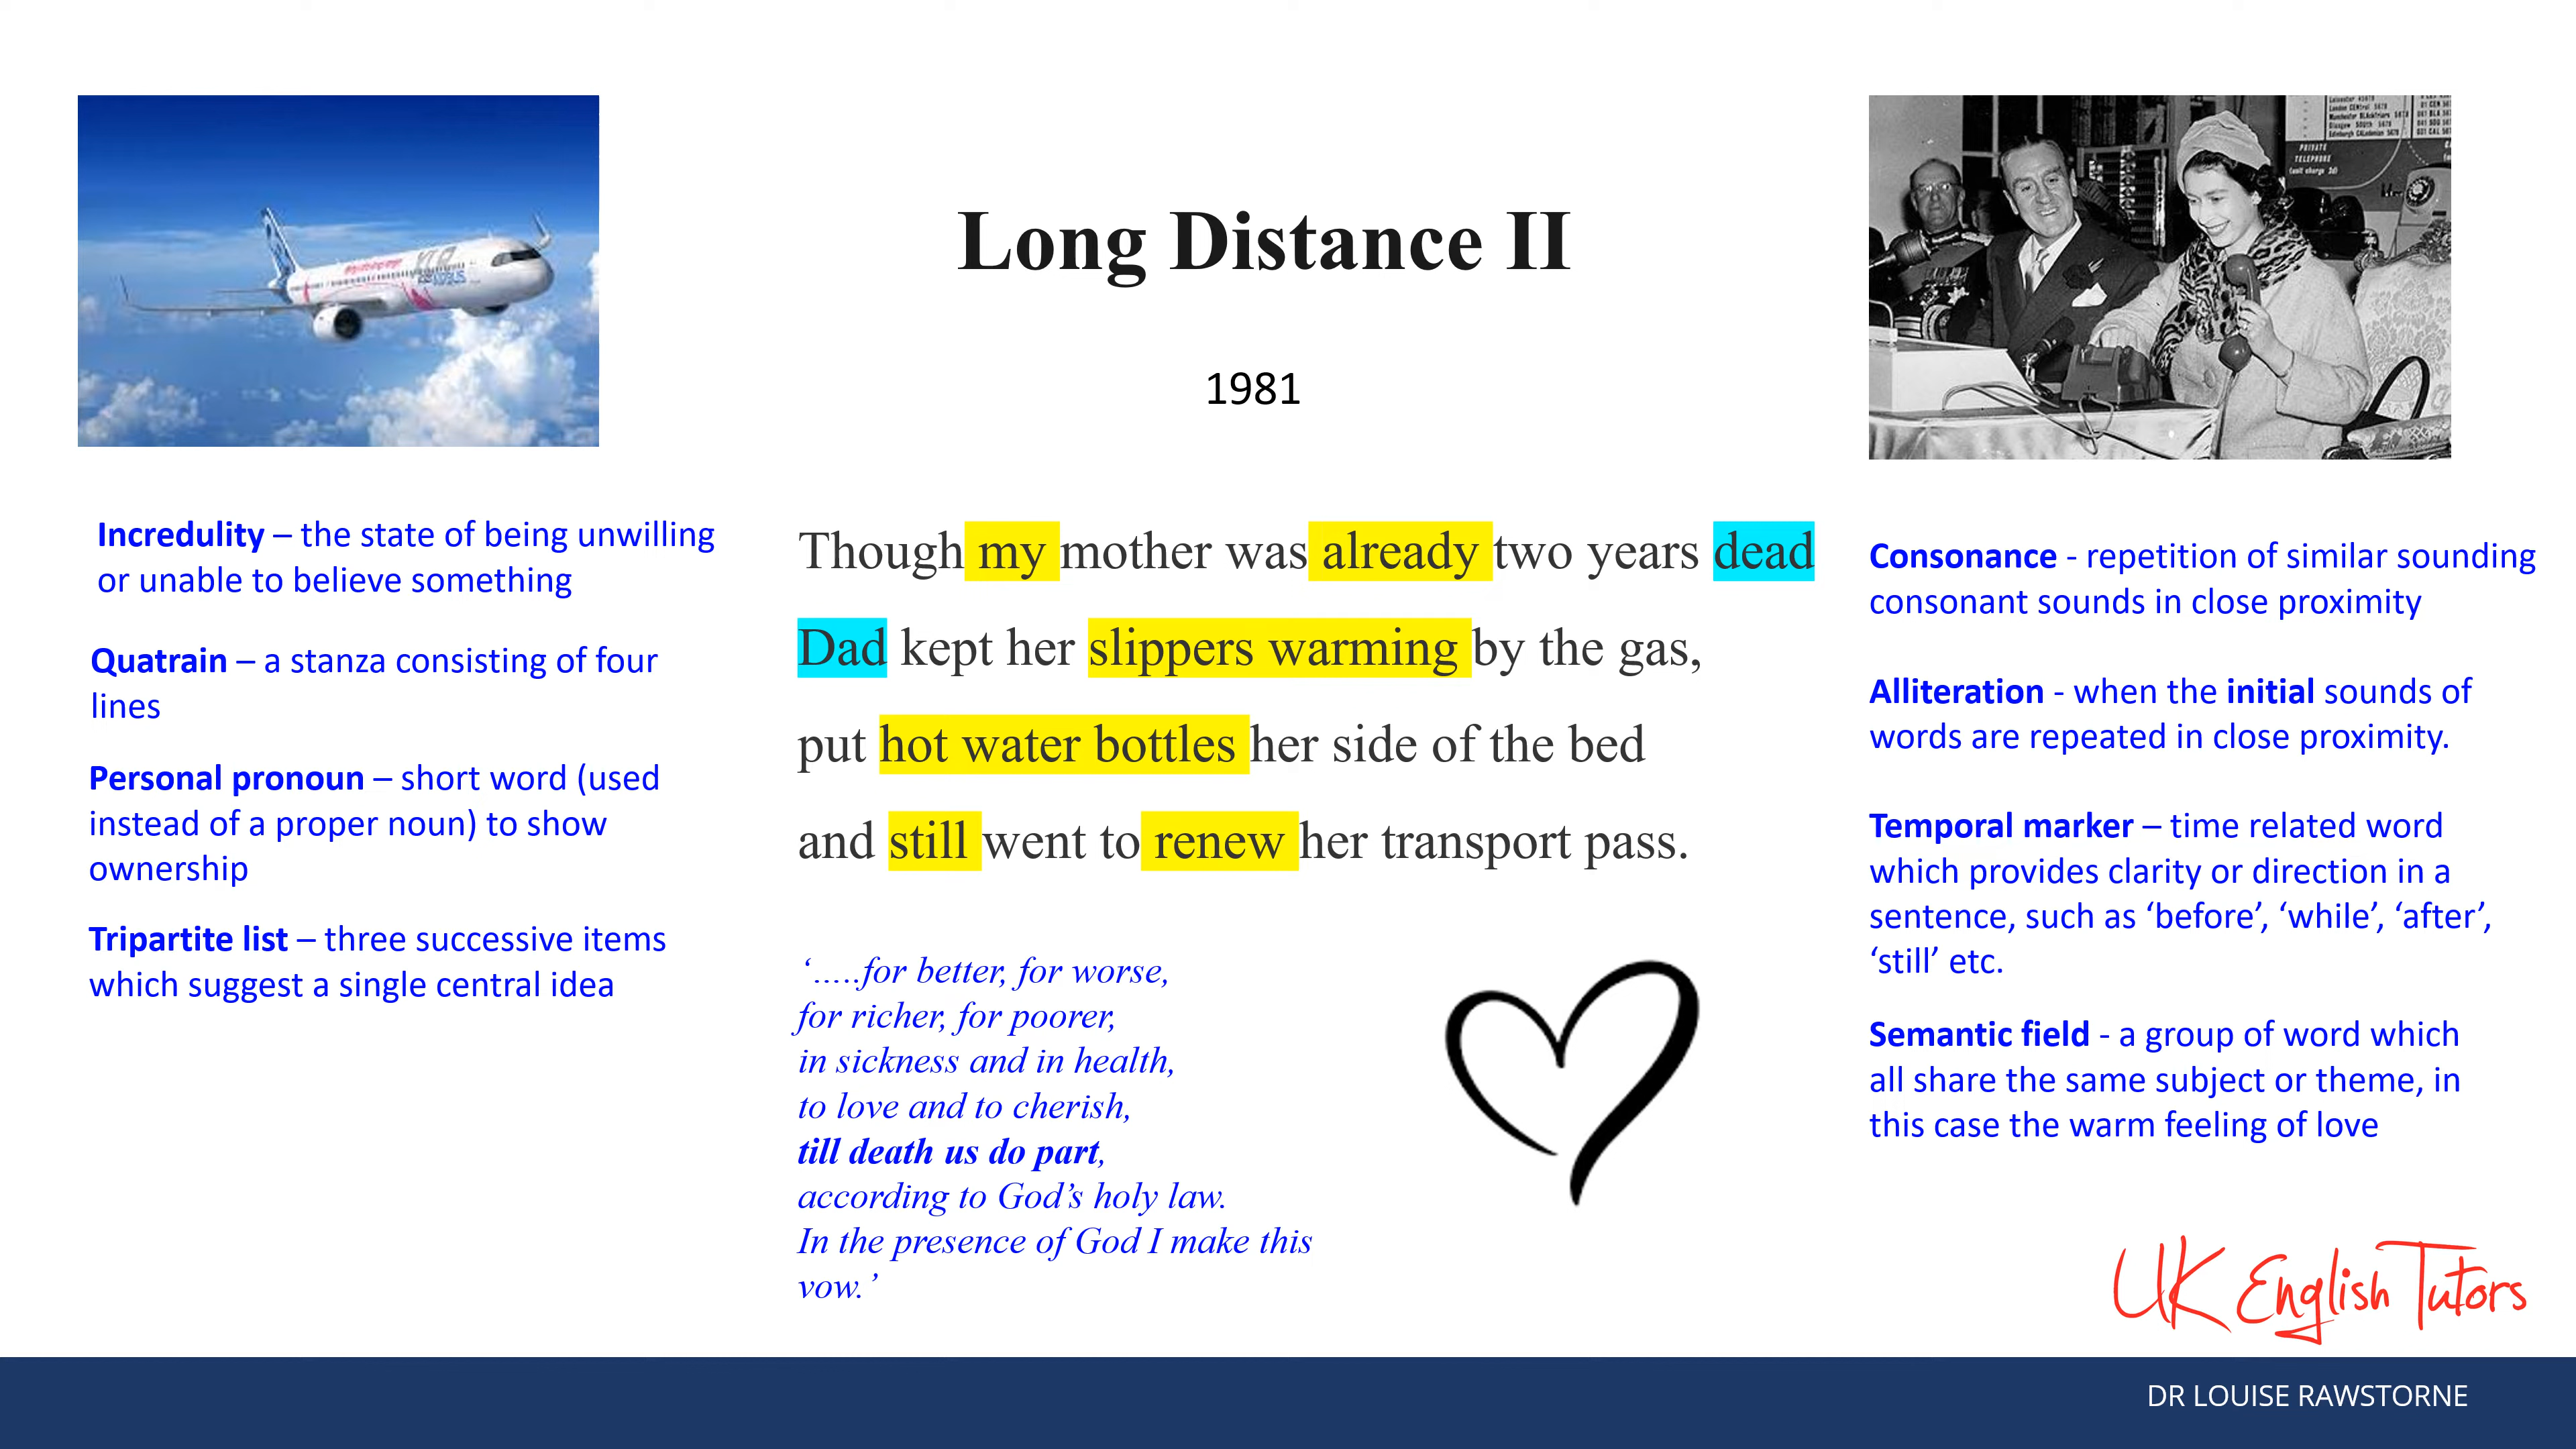 Long Distance II
1981
Incredulity – the state of being unwilling
or unable to believe something
Quatrain – a stanza consisting of four
lines
Personal pronoun – short word (used
instead of a proper noun) to show
ownership
Tripartite list – three successive items
which suggest a single central idea
Though my mother was already two years dead
Dad kept her slippers warming by the gas,
put hot water bottles her side of the bed
and still went to renew her transport pass.
‘…..for better, for worse,
for richer, for poorer,
in sickness and in health,
to love and to cherish,
till death us do part,
according to God’s holy law.
In the presence of God I make this
vow.’
PRIVATE
TELEPHONE
Consonance - repetition of similar sounding
consonant sounds in close proximity
Alliteration - when the initial sounds of
words are repeated in close proximity.
Temporal marker – time related word
which provides clarity or direction in a
sentence, such as ‘before’, ‘while’, ‘after’,
‘still’ etc.
Semantic field - a group of word which
all share the same subject or theme, in
this case the warm feeling of love
UK English Tutors
DR LOUISE RAWSTORNE